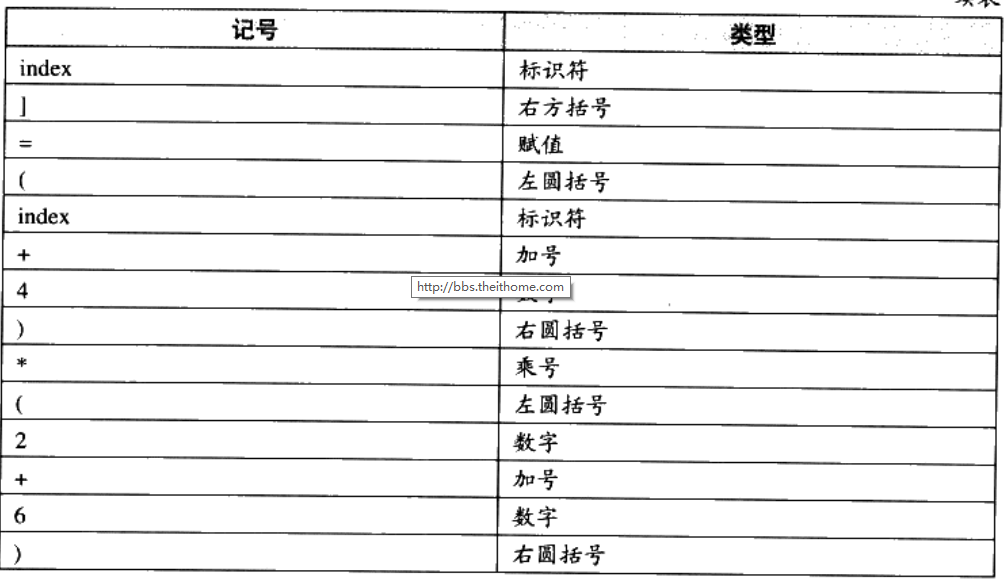 记号 类型
index 标识符
] 右方括号
= 赋值
( 左圆括号
index 标识符
+ 加号
4
http://bbs.theithome.com
) 右圆括号
* 乘号
( 左圆括号
2 数字
+ 加号
6 数字
) 右圆括号